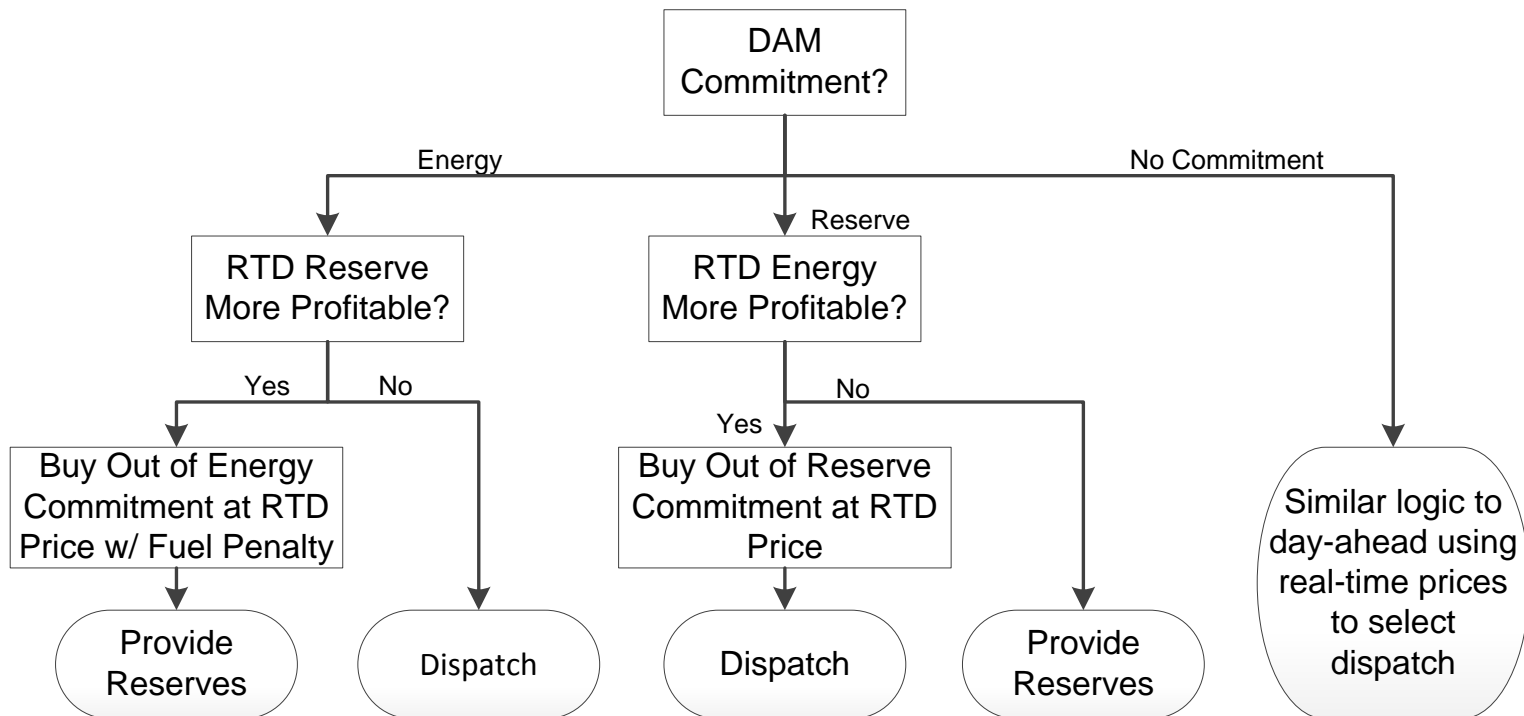 DAM
Commitment?
Energy
No Commitment
Reserve
RTD Reserve
More Profitable?
RTD Energy
More Profitable?
Yes
No
Yes
No
Buy Out of Energy
Commitment at RTD
Price w/ Fuel Penalty
Buy Out of Reserve
Commitment at RTD
Price
Similar logic to
day-ahead using
real-time prices
to select
dispatch
Provide
Reserves
Dispatch
Dispatch
Provide
Reserves